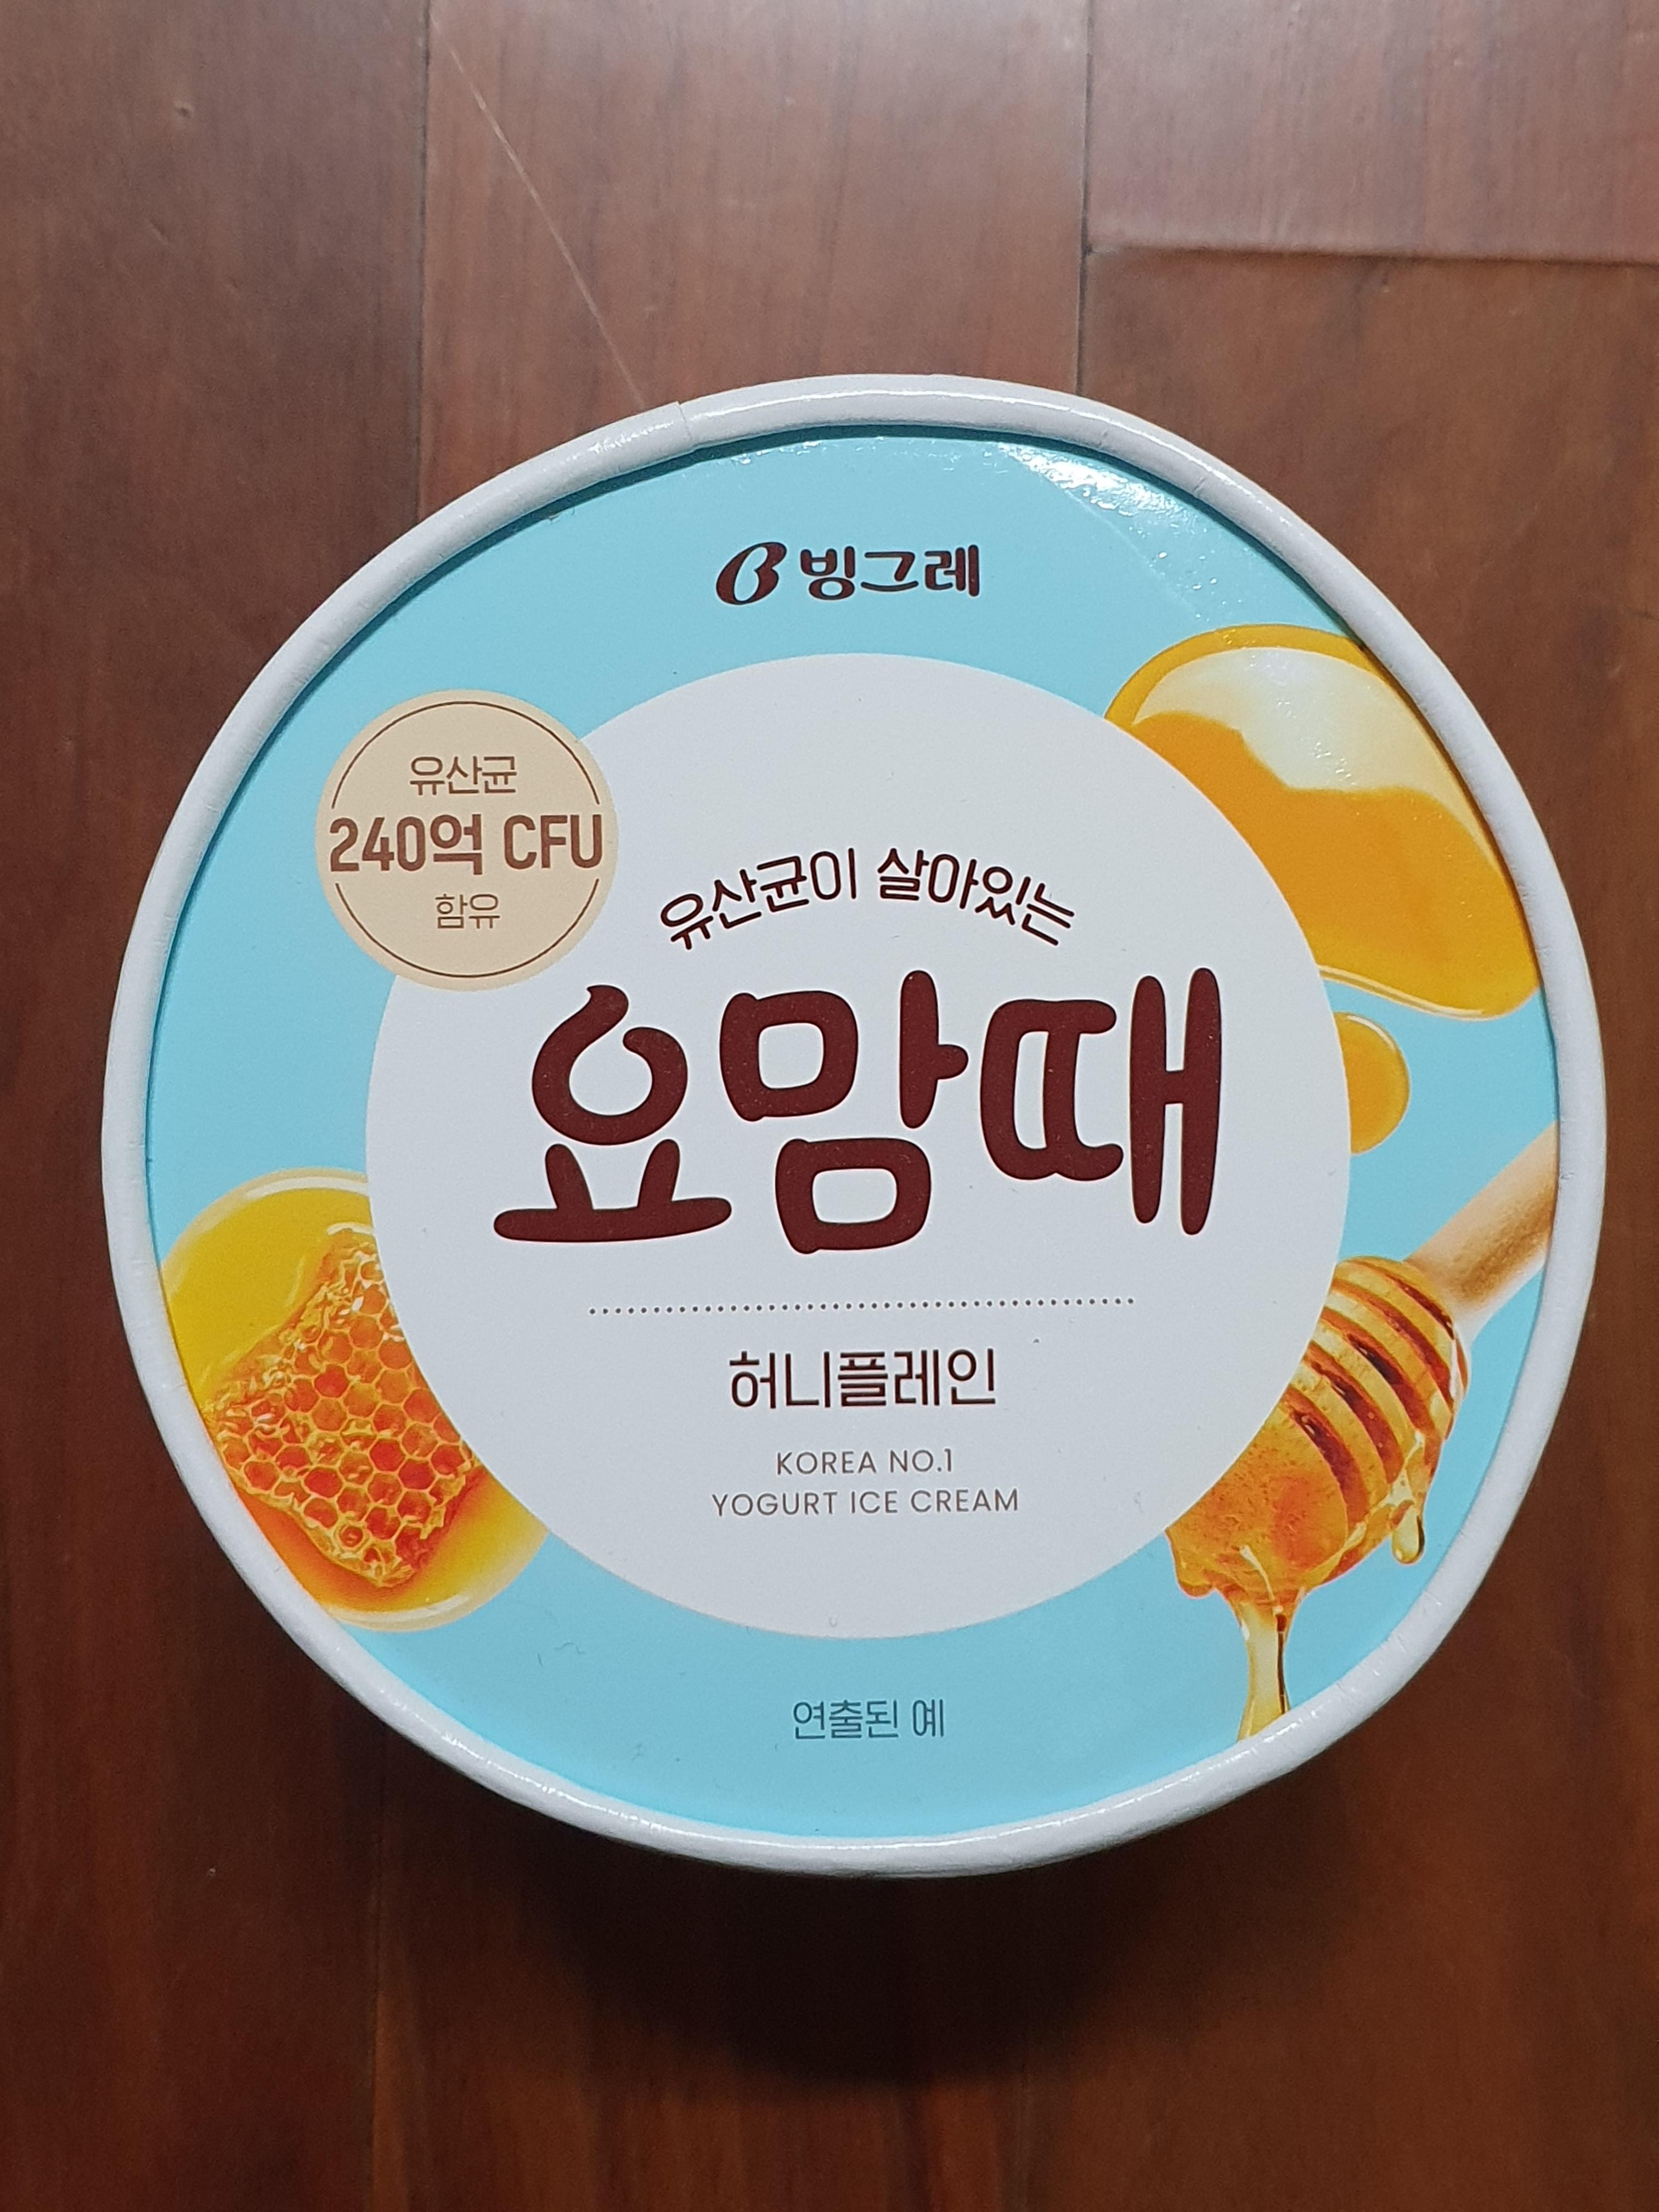 빙그레
유산균
240억 CFU
함유
유산균이 살아있는
요맘때
허니플레인
KOREA NO.1
YOGURT ICE CREAM
연출된 예